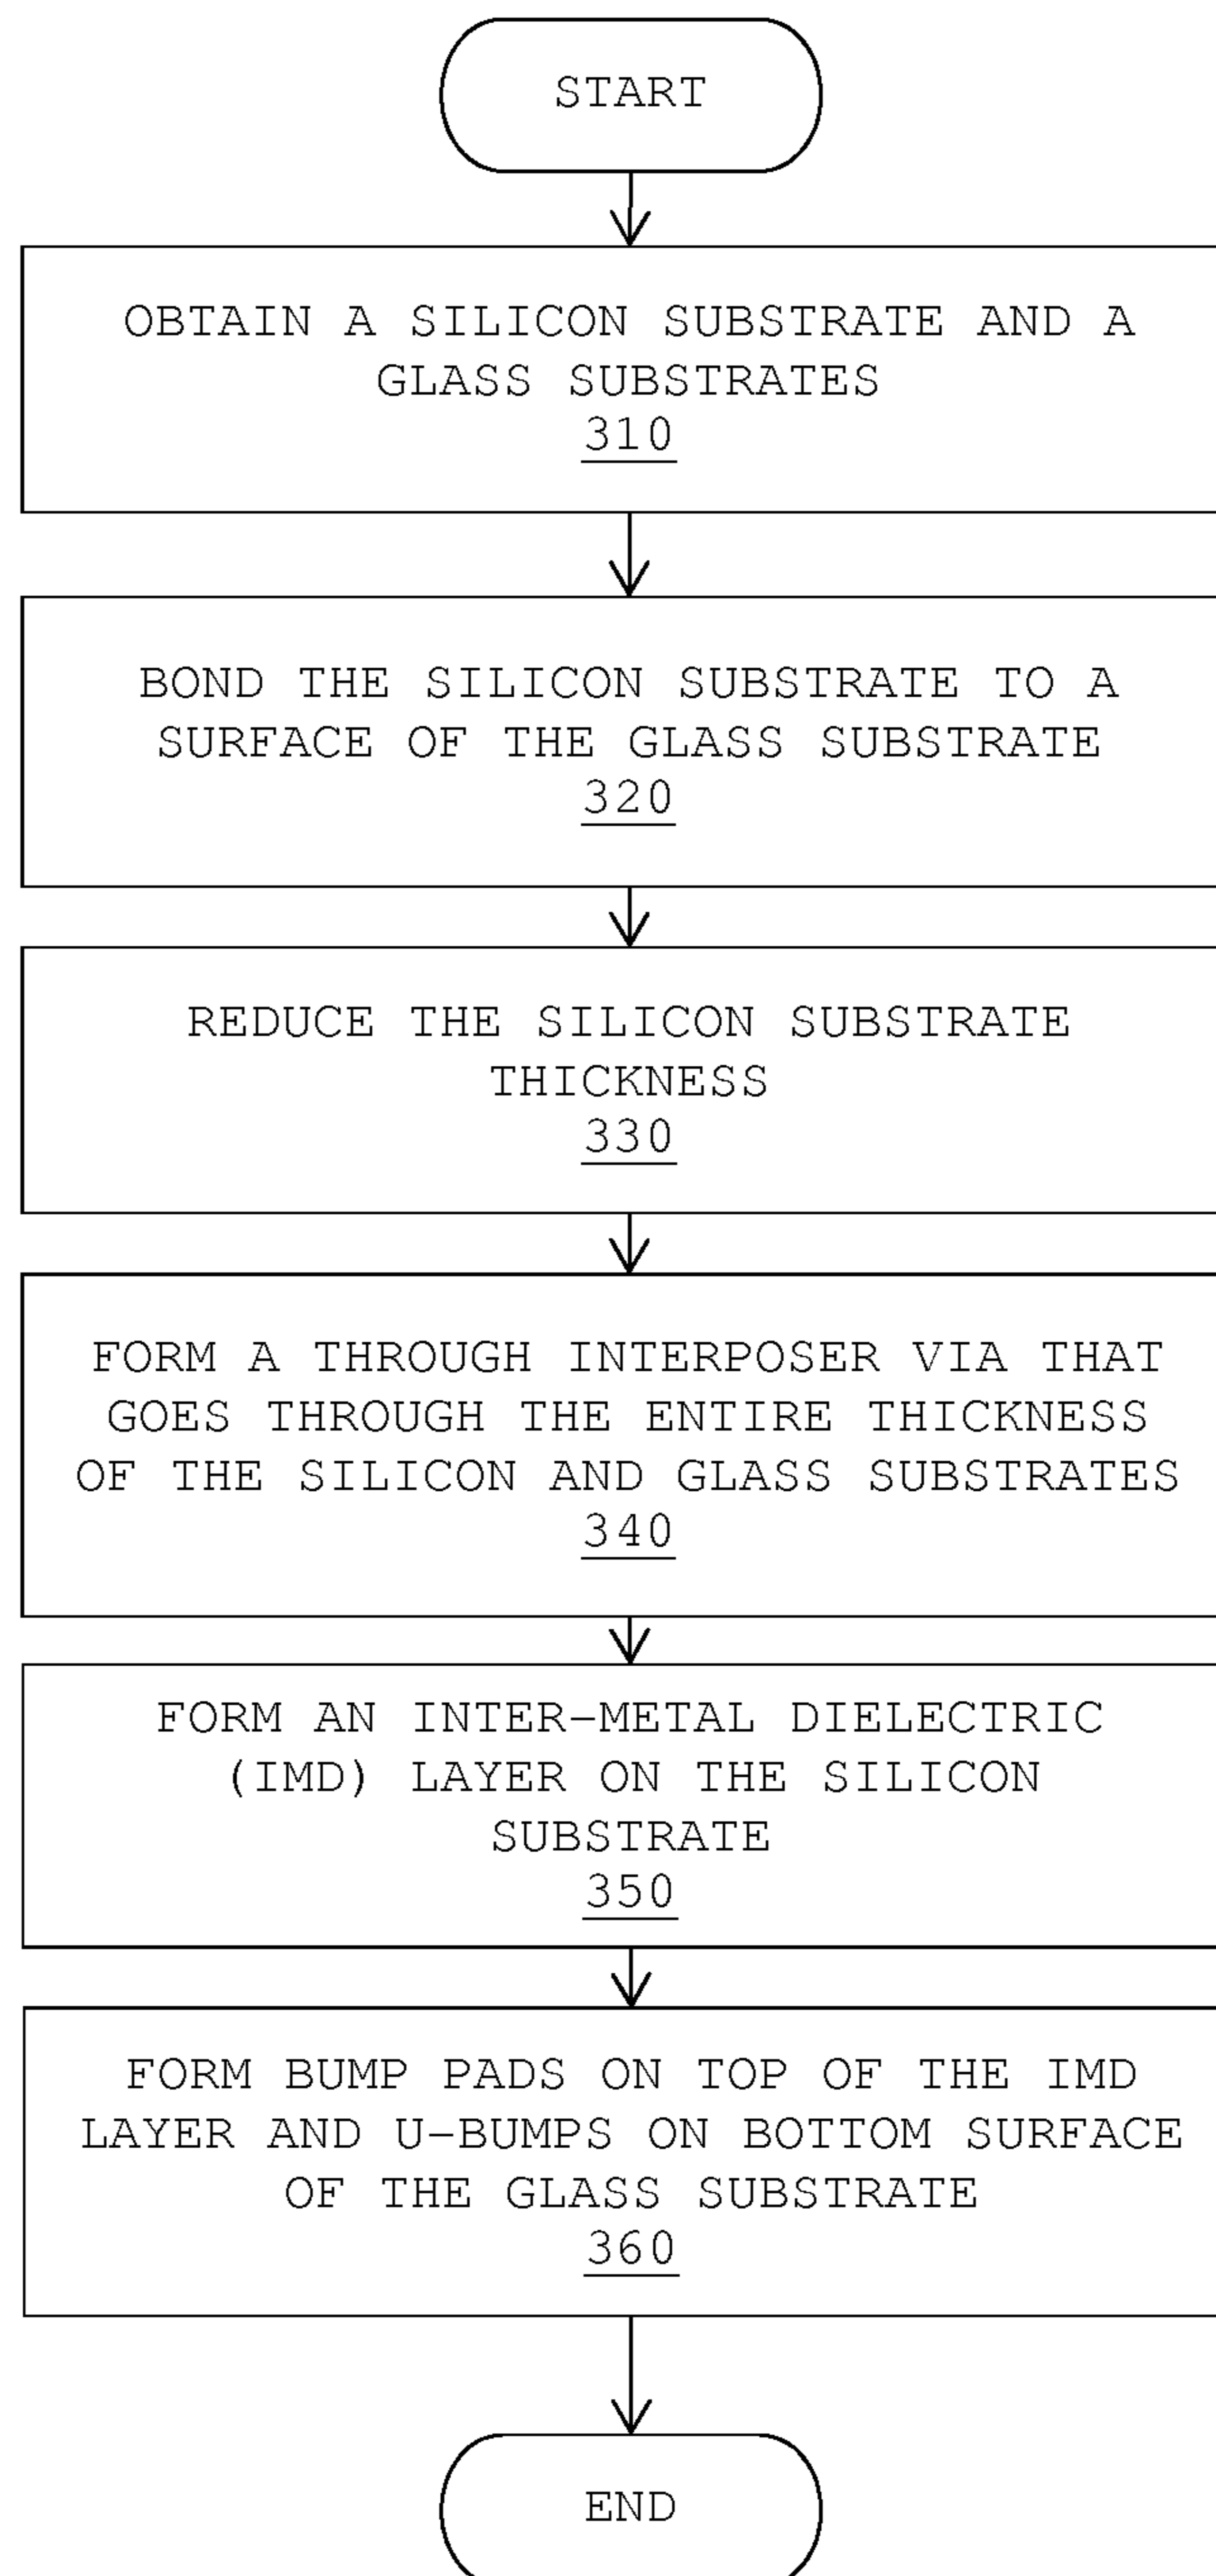 START
OBTAIN A SILICON SUBSTRATE AND A
GLASS SUBSTRATES
310
BOND THE SILICON SUBSTRATE TO A
SURFACE OF THE GLASS SUBSTRATE
320
REDUCE THE SILICON SUBSTRATE
THICKNESS
330
FORM A THROUGH INTERPOSER VIA THAT
GOES THROUGH THE ENTIRE THICKNESS
OF THE SILICON AND GLASS SUBSTRATES
340
FORM AN INTER-METAL DIELECTRIC
(IMD) LAYER ON THE SILICON
SUBSTRATE
350
FORM BUMP PADS ON TOP OF THE IMD
LAYER AND U-BUMPS ON BOTTOM SURFACE
OF THE GLASS SUBSTRATE
360
END